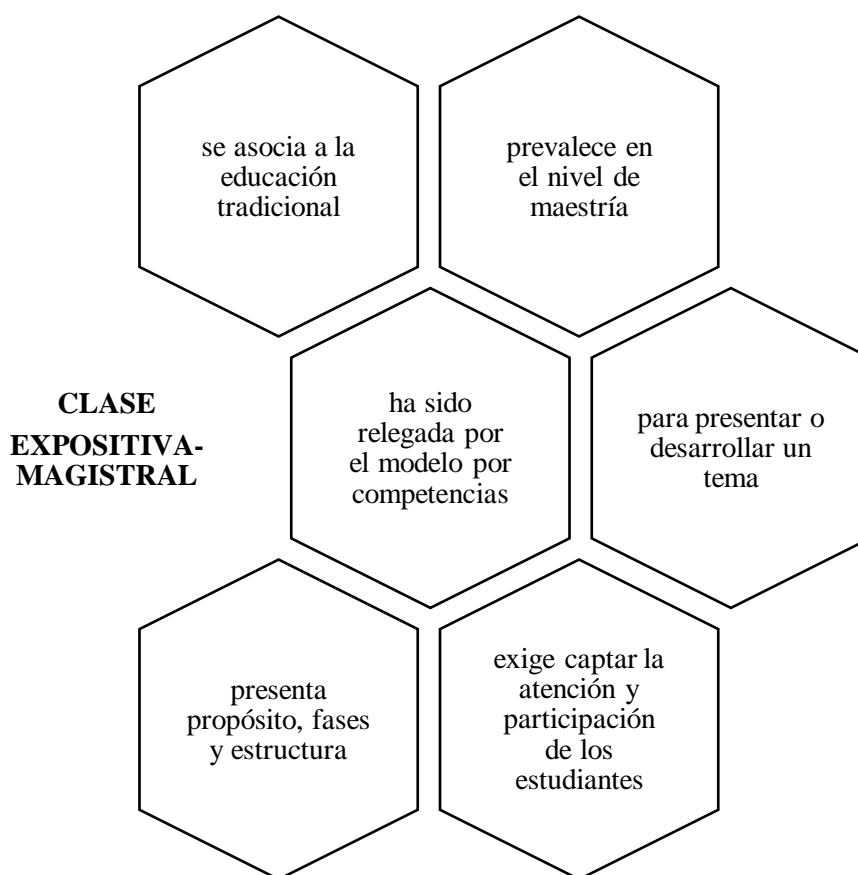 se asocia a la
educación
tradicional
prevalece en
el nivel de
maestría
CLASE
EXPOSITIVA-
MAGISTRAL
ha sido
relegada por
el modelo por
competencias
para presentar o
desarrollar un
tema
presenta
propósito, fases
y estructura
exige captar la
atención y
participación
de los
estudiantes